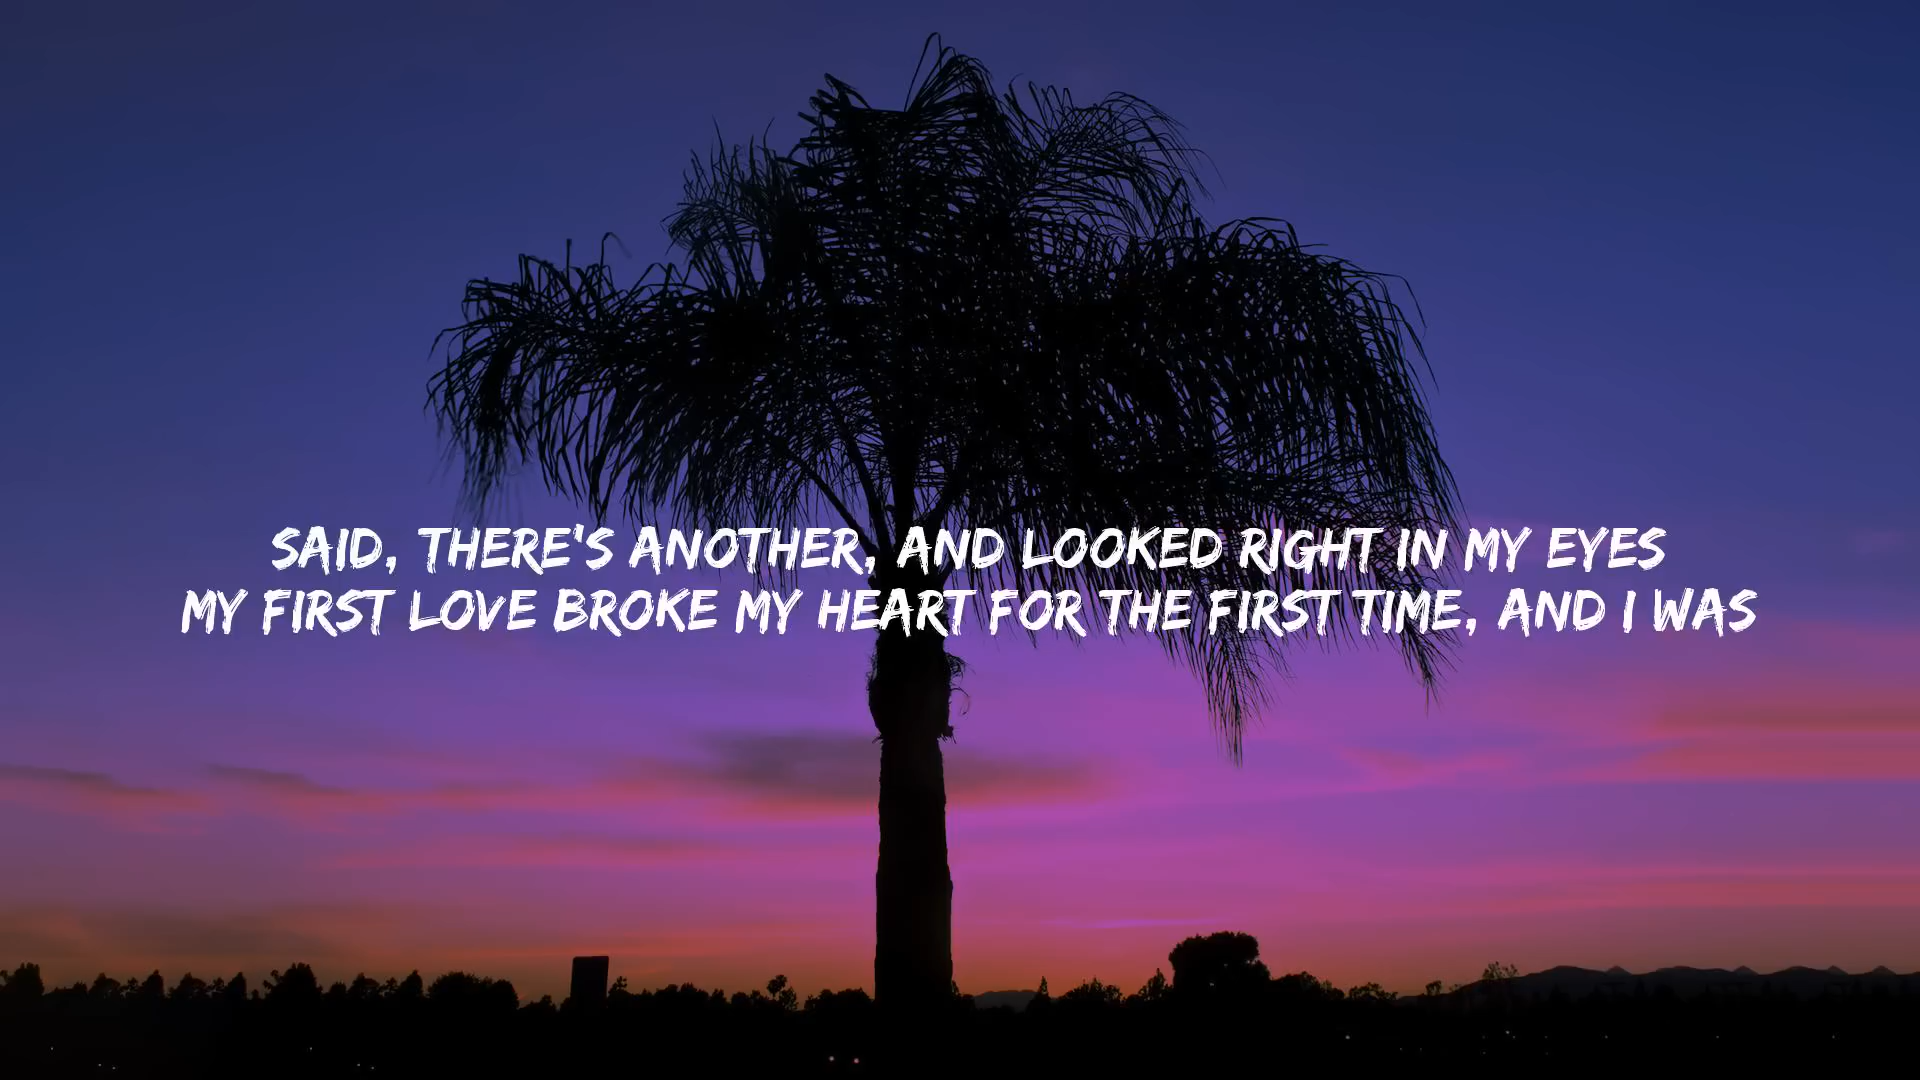 SAID, THERE'S ANOTHER, AND LOOKED RIGHT IN MY EYES
MY FIRST LOVE BROKE MY HEART FOR THE FIRST TIME, AND I WAS